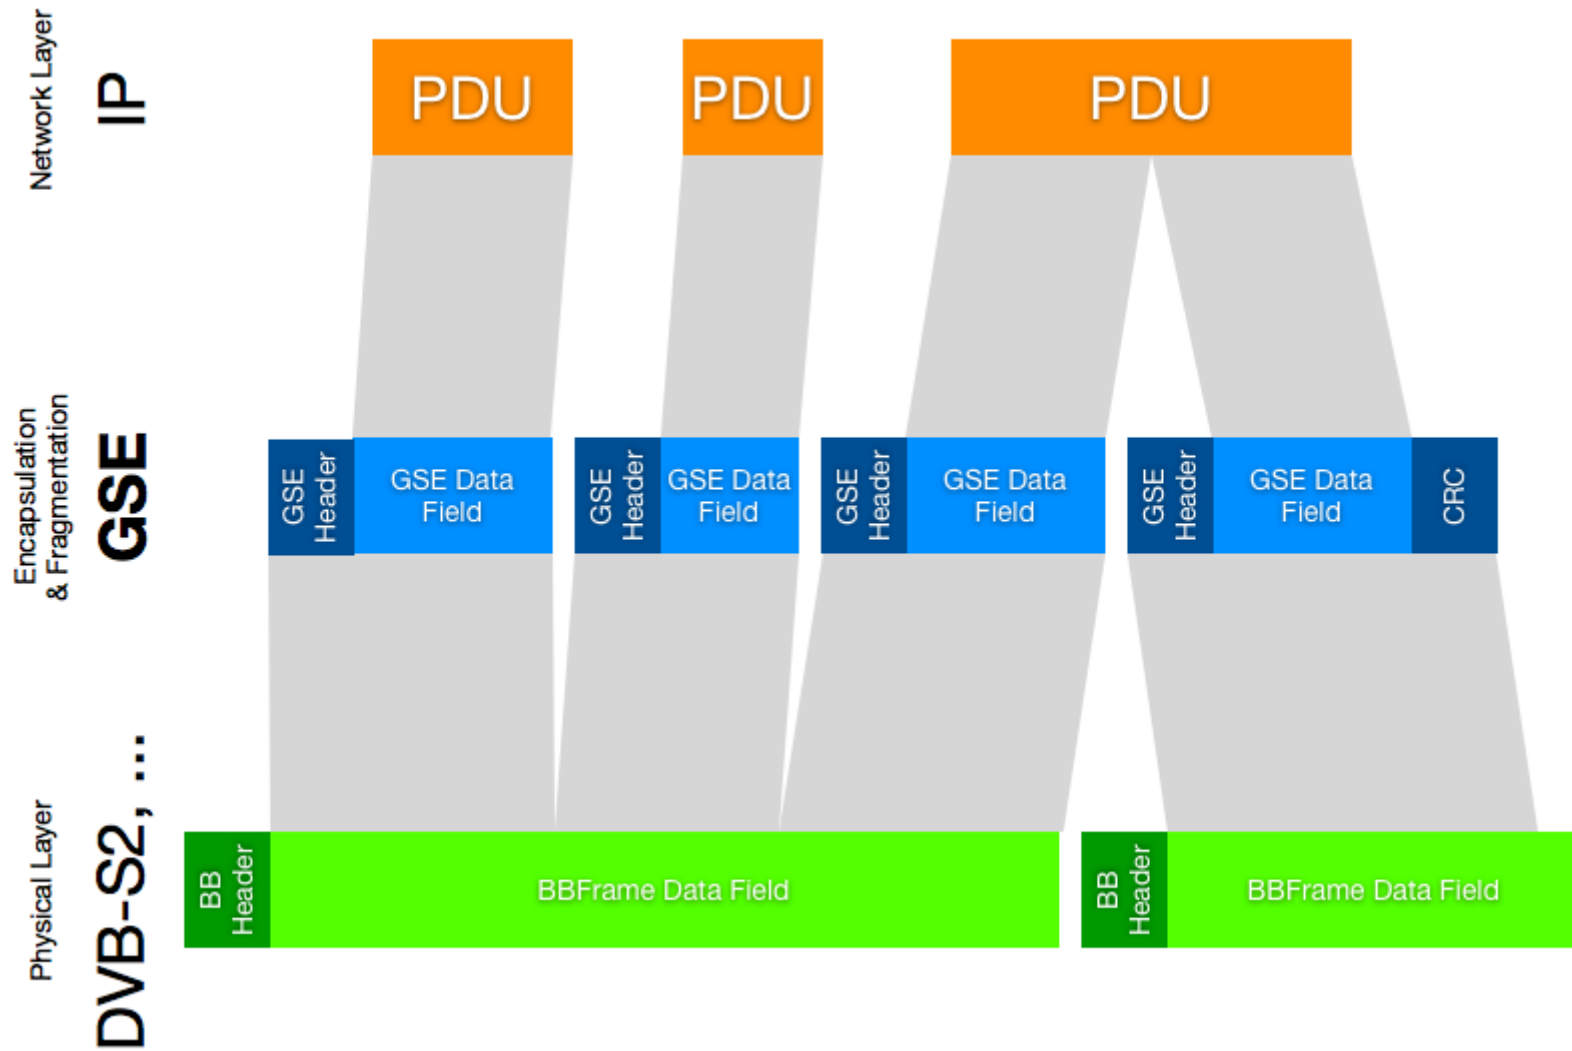 Network Layer
IP
PDU
PDU
PDU
Encapsulation
& Fragmentation
GSE
GSE
Header
GSE Data
Field
GSE
Header
GSE Data
Field
GSE
Header
GSE Data
Field
GSE
Header
GSE Data
Field
CRC
Physical Layer
DVB-S2, ...
BB
Header
BBFrame Data Field
BB
Header
BBFrame Data Field